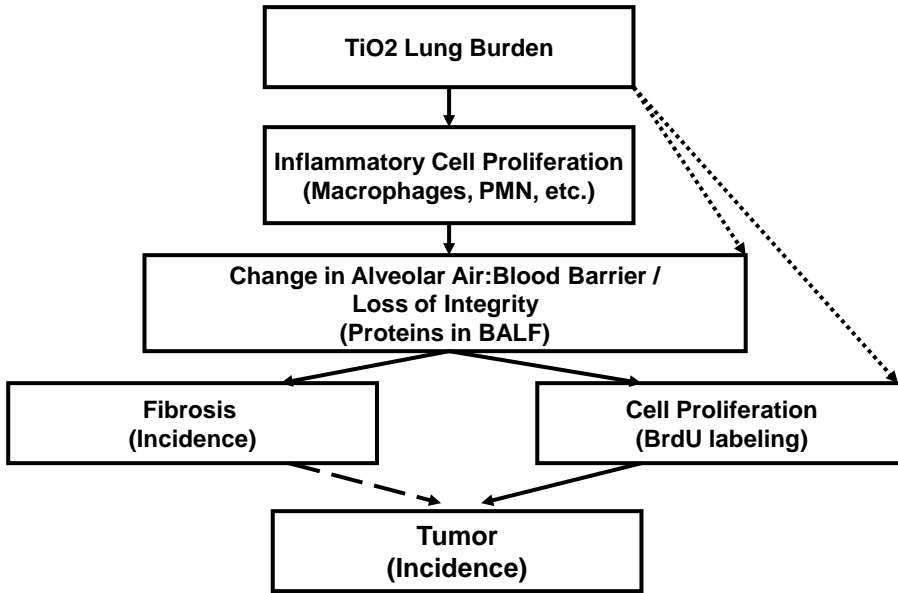 TiO2 Lung Burden
Inflammatory Cell Proliferation
(Macrophages, PMN, etc.)
Change in Alveolar Air:Blood Barrier /
Loss of Integrity
(Proteins in BALF)
Fibrosis
(Incidence)
Cell Proliferation
(BrdU labeling)
Tumor
(Incidence)